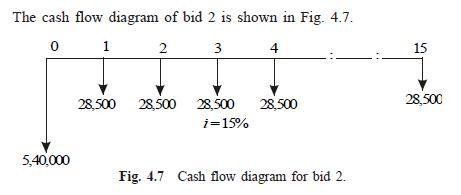 The cash flow diagram of bid 2 is shown in Fig. 4.7.
0 1 2 3 4 : : 15
28,500 28,500 28,500 28,500 28,500
i=15%
5,40,000
Fig. 4.7 Cash flow diagram for bid 2.